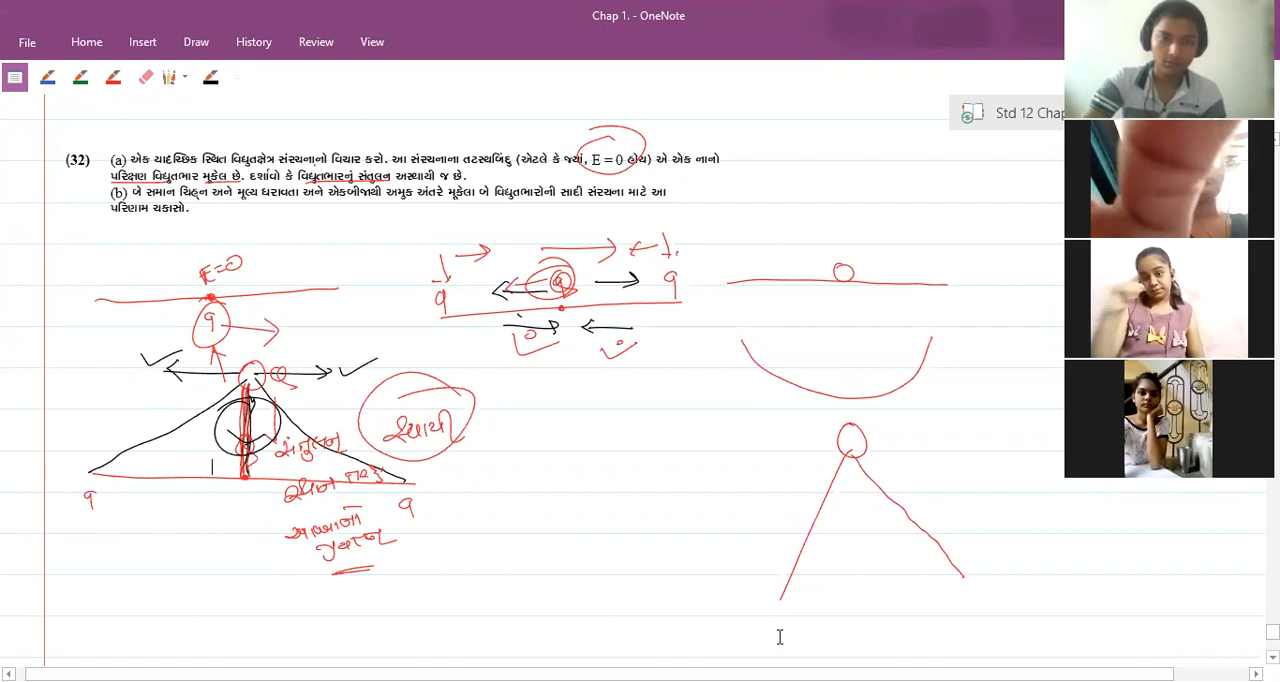 Chap 1. - OneNote
File Home Insert Draw History Review View
Std 12 Chap
(32) (a) એક યાદૃચ્છિક સ્થિત વિદ્યુતક્ષેત્ર સંરચનાનો વિચાર કરો. આ સંરચનાના તટસ્થબિંદુ (એટલે કે જ્યાં, E = 0 હોય) એ એક નાનો
પરિક્ષણ વિદ્યુતભાર મૂકેલ છે. દર્શાવો કે વિદ્યુતભારનું સંતુલન અસ્થાયી જ છે.
(b) બે સમાન ચિહ્ન અને મૂલ્ય ધરાવતા અને એકબીજાથી અમુક અંતરે મૂકેલા બે વિદ્યુતભારોની સાદી સંરચના માટે આ
પરિણામ ચકાસો.
E=0
q
q q q
Q
સ્થાયી
સંતુલન
સ્થાન તરફ
q q